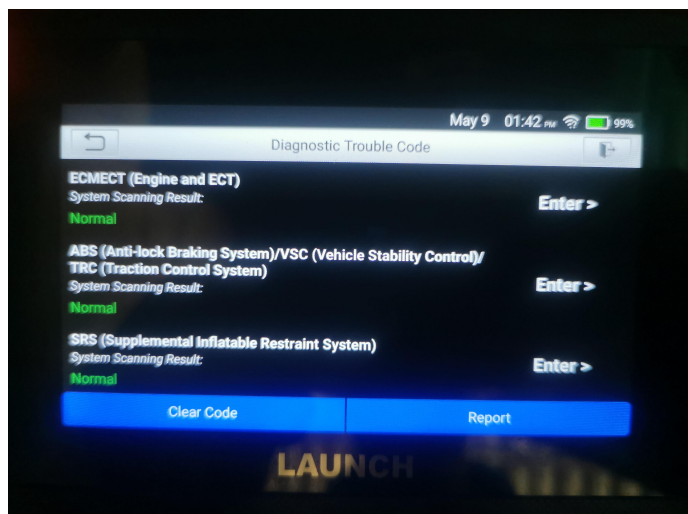 May 9 01:42 PM 99%
Diagnostic Trouble Code
ECMECT (Engine and ECT)
System Scanning Result:
Enter >
Normal
ABS (Anti-lock Braking System)/VSC (Vehicle Stability Control)/
TRC (Traction Control System)
System Scanning Result:
Enter >
Normal
SRS (Supplemental Inflatable Restraint System)
System Scanning Result:
Enter >
Normal
Clear Code Report
LAUNCH